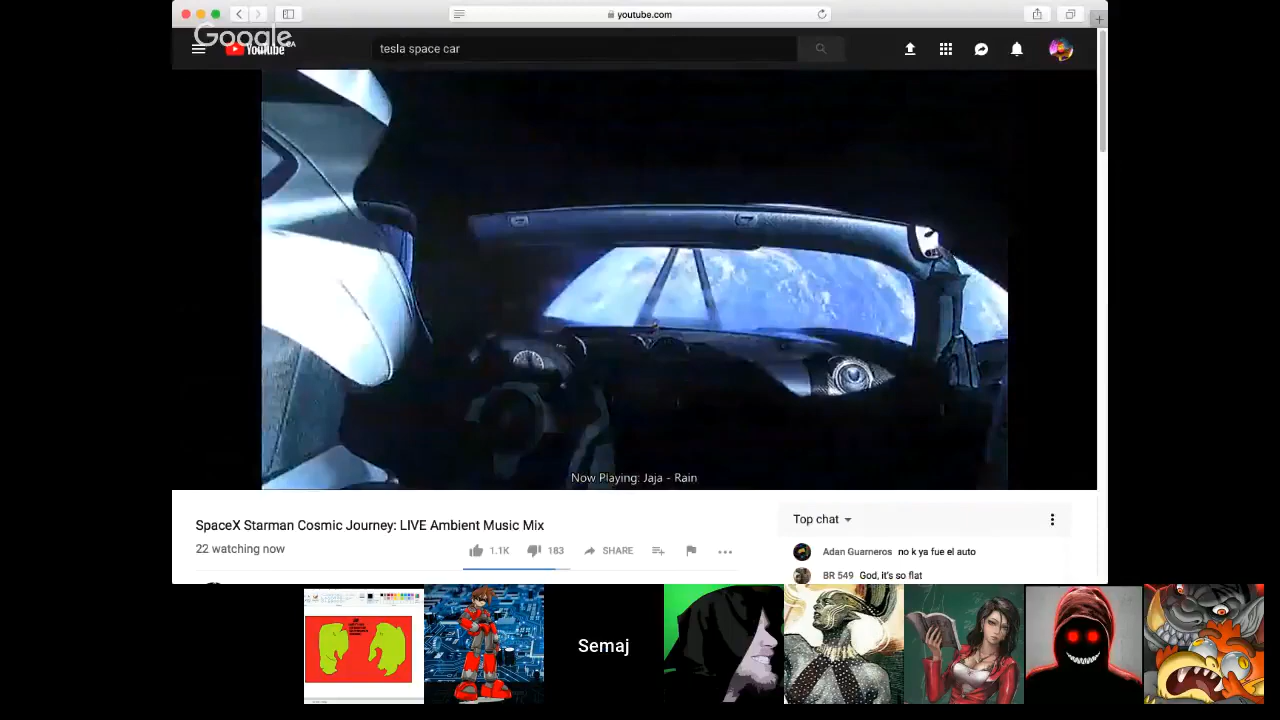 youtube.com
Google
YouTube CA
tesla space car
Now Playing: Jaja - Rain
SpaceX Starman Cosmic Journey: LIVE Ambient Music Mix
22 watching now
1.1K 183 SHARE
Top chat
Adan Guarneros no k ya fue el auto
BR 549 God, it's so flat
Semaj